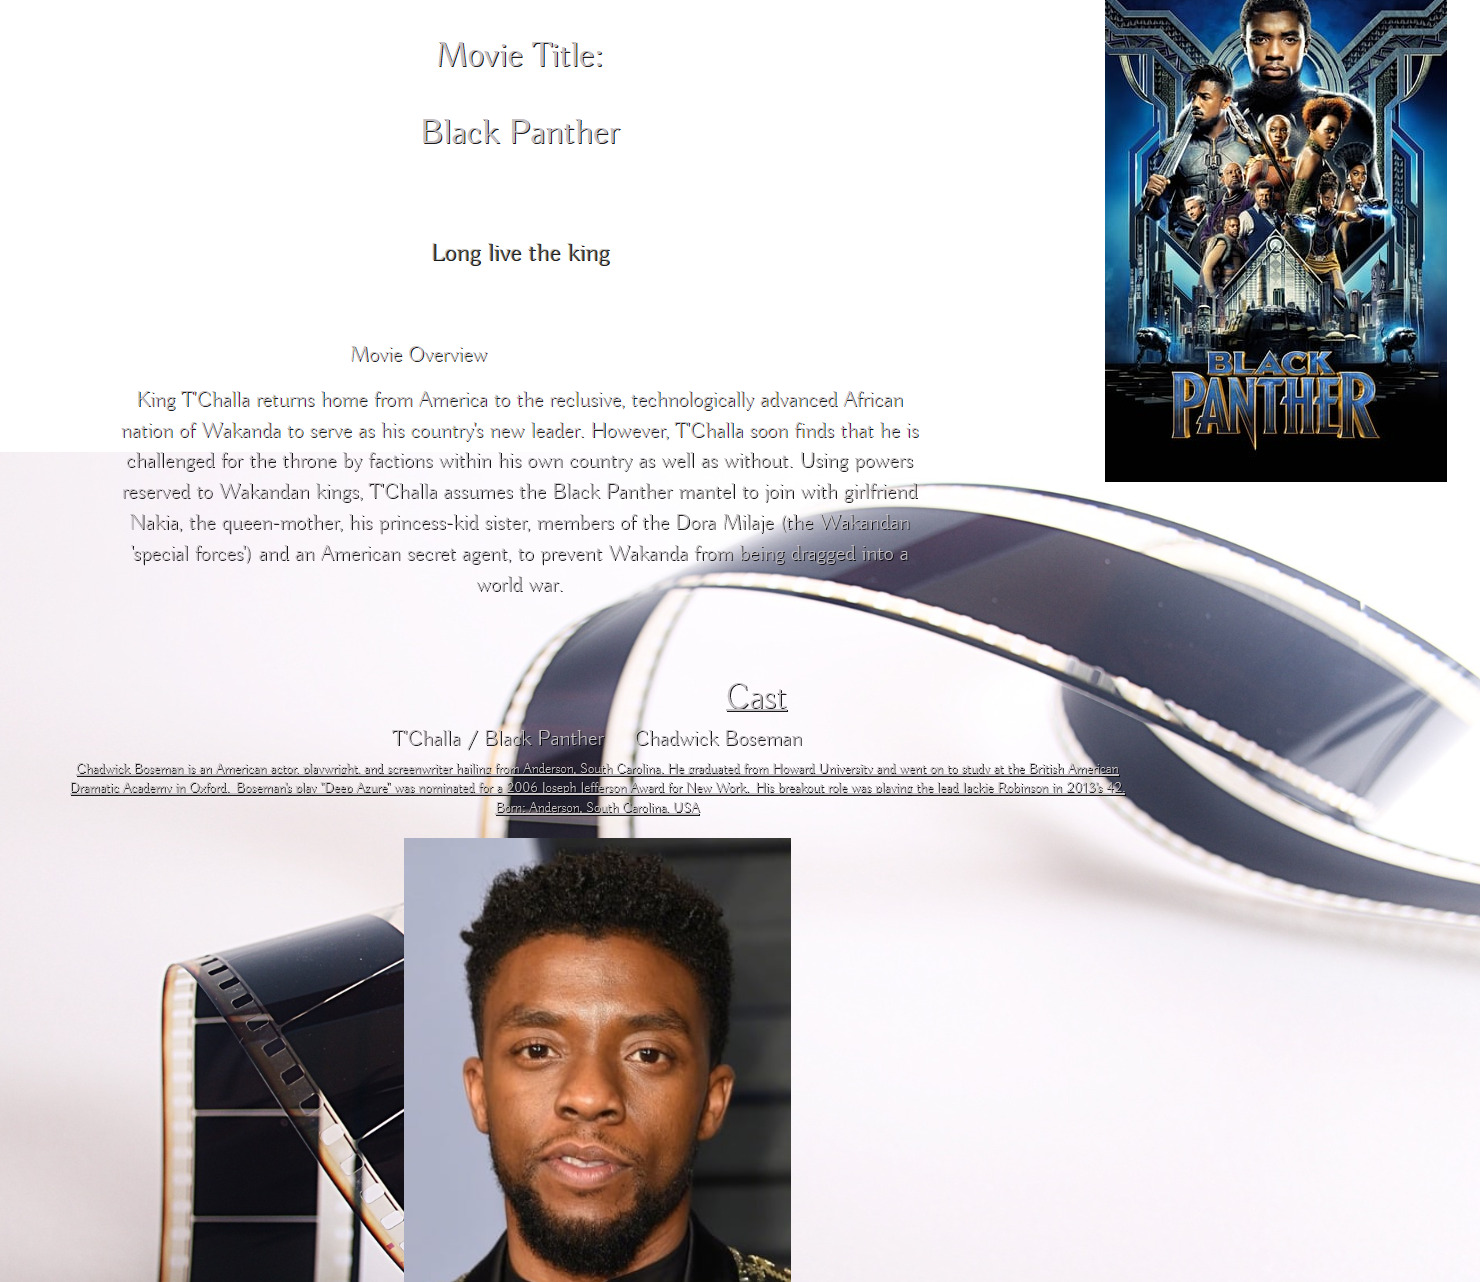 Movie Title:
Black Panther
Long live the king
Movie Overview
King T'Challa returns home from America to the reclusive, technologically advanced African
nation of Wakanda to serve as his country's new leader. However, T'Challa soon finds that he is
challenged for the throne by factions within his own country as well as without. Using powers
reserved to Wakandan kings, T'Challa assumes the Black Panther mantel to join with girlfriend
Nakia, the queen-mother, his princess-kid sister, members of the Dora Milaje (the Wakandan
'special forces') and an American secret agent, to prevent Wakanda from being dragged into a
world war.
BLACK
PANTHER
Cast
T'Challa / Black Panther Chadwick Boseman
Chadwick Boseman is an American actor, playwright, and screenwriter hailing from Anderson, South Carolina. He graduated from Howard University and went on to study at the British American
Dramatic Academy in Oxford. Boseman's play "Deep Azure" was nominated for a 2006 Joseph Jefferson Award for New Work. His breakout role was playing the lead Jackie Robinson in 2013's 42.
Born: Anderson, South Carolina, USA